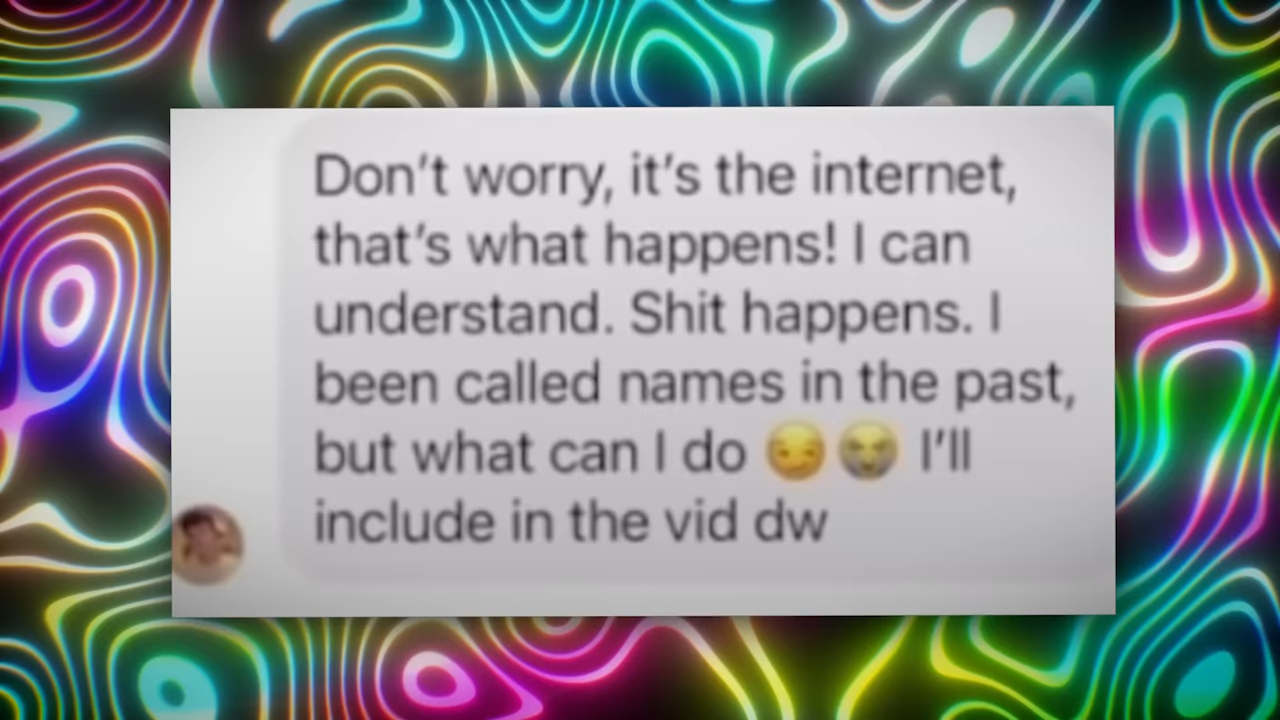 Don’t worry, it’s the internet,
that’s what happens! I can
understand. Shit happens. I
been called names in the past,
but what can I do 😏😭 I’ll
include in the vid dw